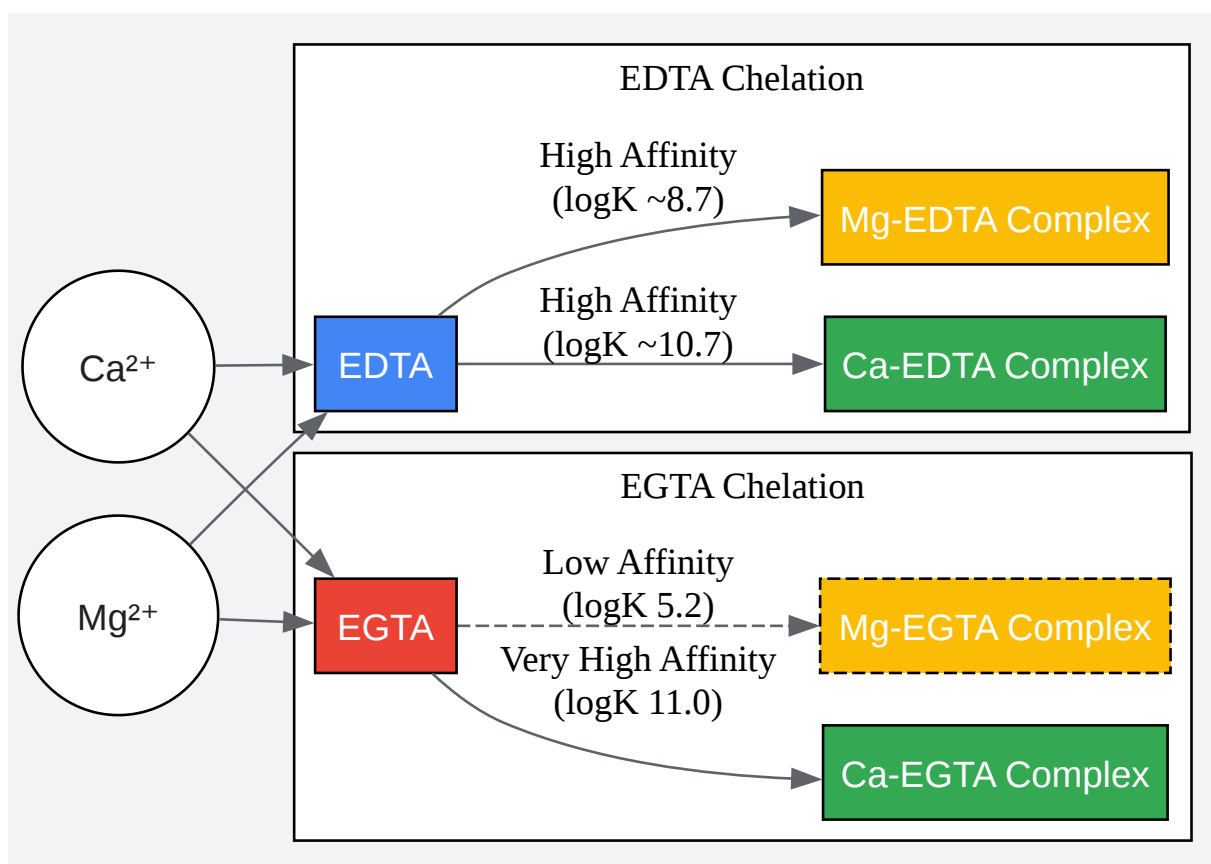 EDTA Chelation
High Affinity
(logK ~8.7)
Mg-EDTA Complex
High Affinity
(logK ~10.7)
Ca²⁺
EDTA
Ca-EDTA Complex
EGTA Chelation
Low Affinity
(logK 5.2)
Mg²⁺
EGTA
Mg-EGTA Complex
Very High Affinity
(logK 11.0)
Ca-EGTA Complex